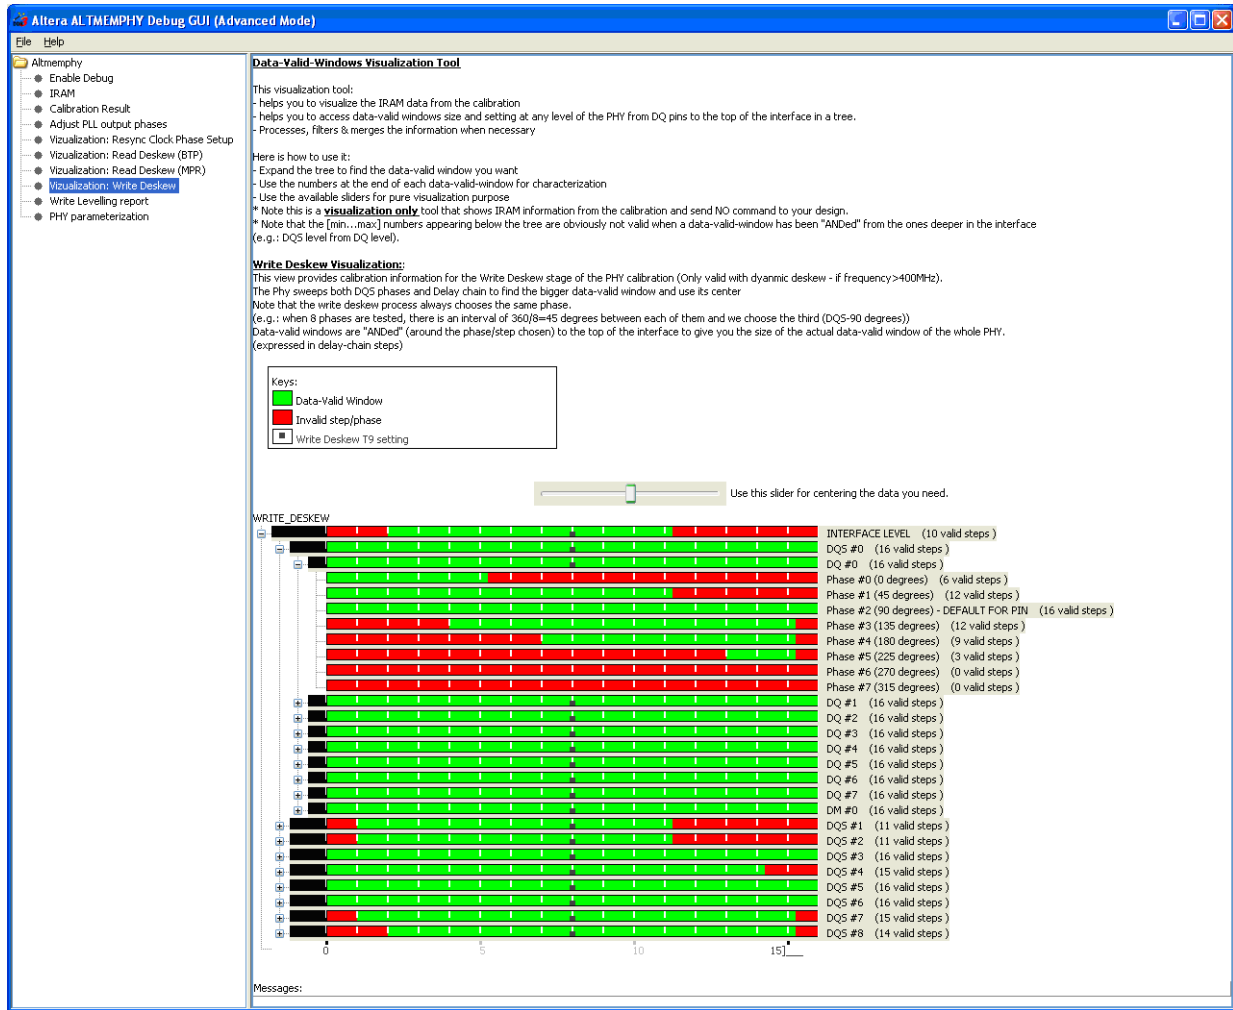 Altera ALTMEMPHY Debug GUI (Advanced Mode)
File Help
Altmemphy
Enable Debug
IRAM
Calibration Result
Adjust PLL output phases
Vizualization: Resync Clock Phase Setup
Vizualization: Read Deskew (BTP)
Vizualization: Read Deskew (MPR)
Vizualization: Write Deskew
Write Levelling report
PHY parameterization
Data-Valid-Windows Visualization Tool
This visualization tool:
- helps you to visualize the IRAM data from the calibration
- helps you to access data-valid windows size and setting at any level of the PHY from DQ pins to the top of the interface in a tree.
- Processes, filters & merges the information when necessary
Here is how to use it:
- Expand the tree to find the data-valid window you want
- Use the numbers at the end of each data-valid-window for characterization
- Use the available sliders for pure visualization purpose
* Note this is a visualization only tool that shows IRAM information from the calibration and send NO command to your design.
* Note that the [min...max] numbers appearing below the tree are obviously not valid when a data-valid-window has been "ANDed" from the ones deeper in the interface
(e.g.: DQS level from DQ level).
Write Deskew Visualization:;
This view provides calibration information for the Write Deskew stage of the PHY calibration (Only valid with dyanmic deskew - if frequency>400MHz).
The Phy sweeps both DQS phases and Delay chain to find the bigger data-valid window and use its center
Note that the write deskew process always chooses the same phase.
(e.g.: when 8 phases are tested, there is an interval of 360/8=45 degrees between each of them and we choose the third (DQS-90 degrees))
Data-valid windows are "ANDed" (around the phase/step chosen) to the top of the interface to give you the size of the actual data-valid window of the whole PHY.
(expressed in delay-chain steps)
Keys:
Data-Valid Window
Invalid step/phase
Write Deskew T9 setting
Use this slider for centering the data you need.
WRITE_DESKEW
INTERFACE LEVEL (10 valid steps )
DQS #0 (16 valid steps )
DQ #0 (16 valid steps )
Phase #0 (0 degrees) (6 valid steps )
Phase #1 (45 degrees) (12 valid steps )
Phase #2 (90 degrees) - DEFAULT FOR PIN (16 valid steps )
Phase #3 (135 degrees) (12 valid steps )
Phase #4 (180 degrees) (9 valid steps )
Phase #5 (225 degrees) (3 valid steps )
Phase #6 (270 degrees) (0 valid steps )
Phase #7 (315 degrees) (0 valid steps )
DQ #1 (16 valid steps )
DQ #2 (16 valid steps )
DQ #3 (16 valid steps )
DQ #4 (16 valid steps )
DQ #5 (16 valid steps )
DQ #6 (16 valid steps )
DQ #7 (16 valid steps )
DM #0 (16 valid steps )
DQS #1 (11 valid steps )
DQS #2 (11 valid steps )
DQS #3 (16 valid steps )
DQS #4 (15 valid steps )
DQS #5 (16 valid steps )
DQS #6 (16 valid steps )
DQS #7 (15 valid steps )
DQS #8 (14 valid steps )
0 5 10 15]___
Messages: